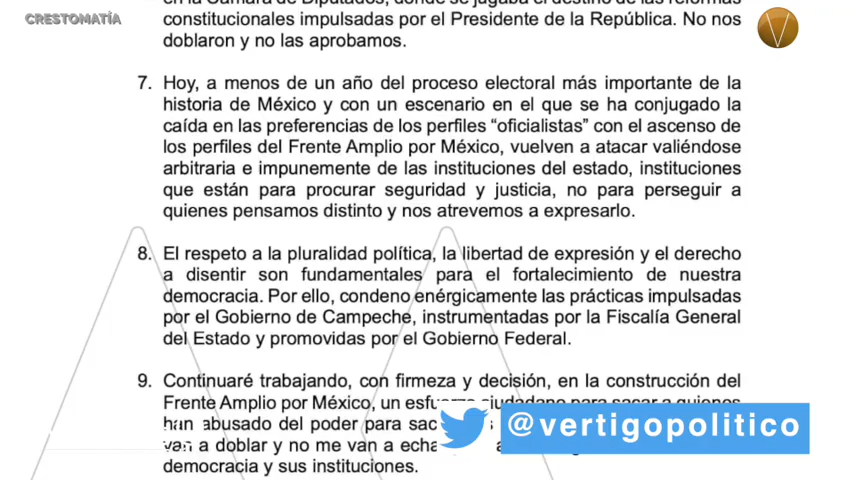 CRESTOMATÍA
en la Cámara de Diputados, donde se jugaba el destino de las reformas
constitucionales impulsadas por el Presidente de la República. No nos
doblaron y no las aprobamos.
7. Hoy, a menos de un año del proceso electoral más importante de la
historia de México y con un escenario en el que se ha conjugado la
caída en las preferencias de los perfiles “oficialistas” con el ascenso de
los perfiles del Frente Amplio por México, vuelven a atacar valiéndose
arbitraria e impunemente de las instituciones del estado, instituciones
que están para procurar seguridad y justicia, no para perseguir a
quienes pensamos distinto y nos atrevemos a expresarlo.
8. El respeto a la pluralidad política, la libertad de expresión y el derecho
a disentir son fundamentales para el fortalecimiento de nuestra
democracia. Por ello, condeno enérgicamente las prácticas impulsadas
por el Gobierno de Campeche, instrumentadas por la Fiscalía General
del Estado y promovidas por el Gobierno Federal.
9. Continuaré trabajando, con firmeza y decisión, en la construcción del
Frente Amplio por México, un esfuerzo ciudadano para sacar a quienes
han abusado del poder para
van a doblar y no me van a
democracia y sus instituciones.
@vertigopolitico